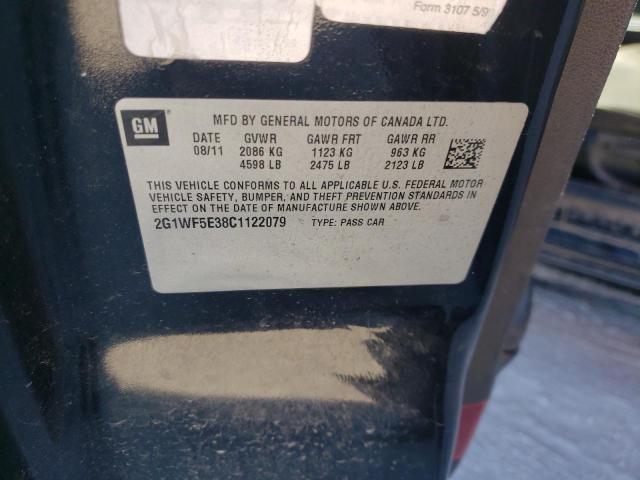 Form 3107 5/9
GM
MFD BY GENERAL MOTORS OF CANADA LTD.
DATE GVWR GAWR FRT GAWR RR
08/11 2086 KG 1123 KG 963 KG
4598 LB 2475 LB 2123 LB
THIS VEHICLE CONFORMS TO ALL APPLICABLE U.S. FEDERAL MOTOR
VEHICLE SAFETY, BUMPER, AND THEFT PREVENTION STANDARDS IN
EFFECT ON THE DATE OF MANUFACTURE SHOWN ABOVE.
2G1WF5E38C1122079 TYPE: PASS CAR